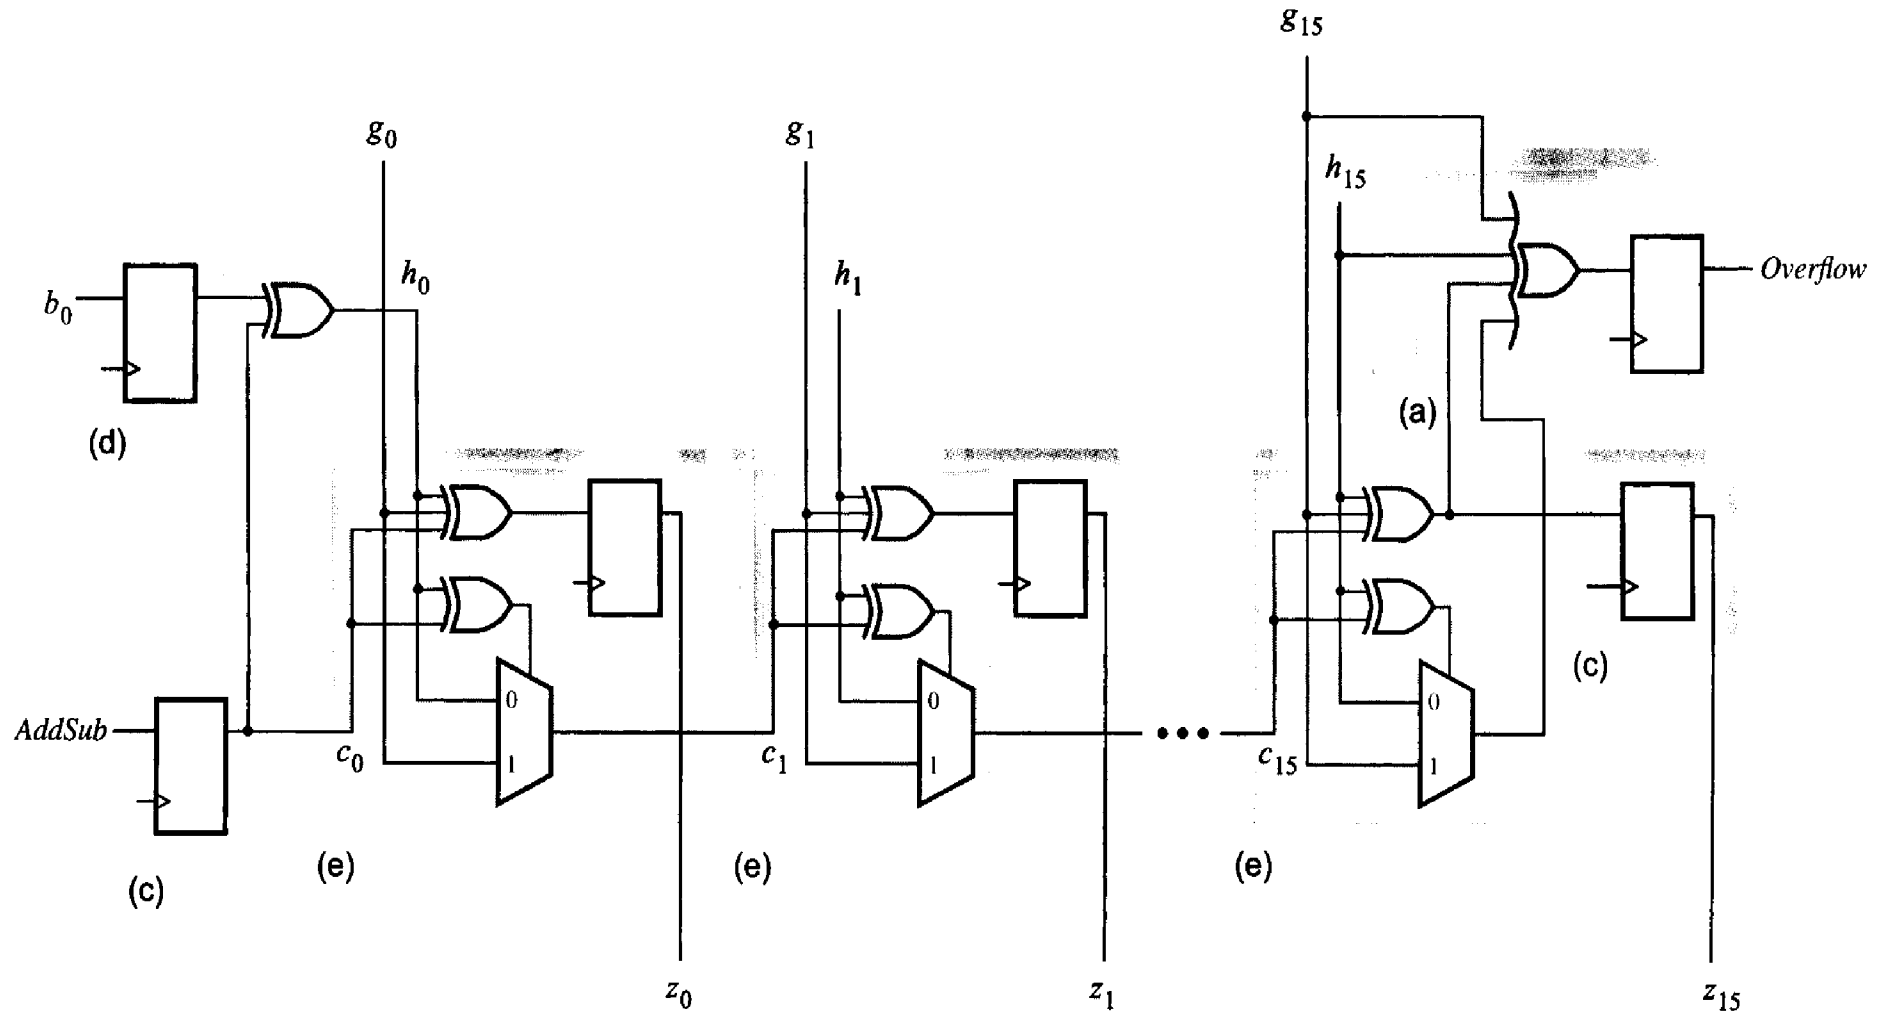 g15
g0
g1
h15
h0
h1
b0
Overflow
(a)
(d)
0
0
0
(c)
AddSub
c0
c1
c15
1
1
1
(e)
(e)
(e)
(c)
z0
z1
z15